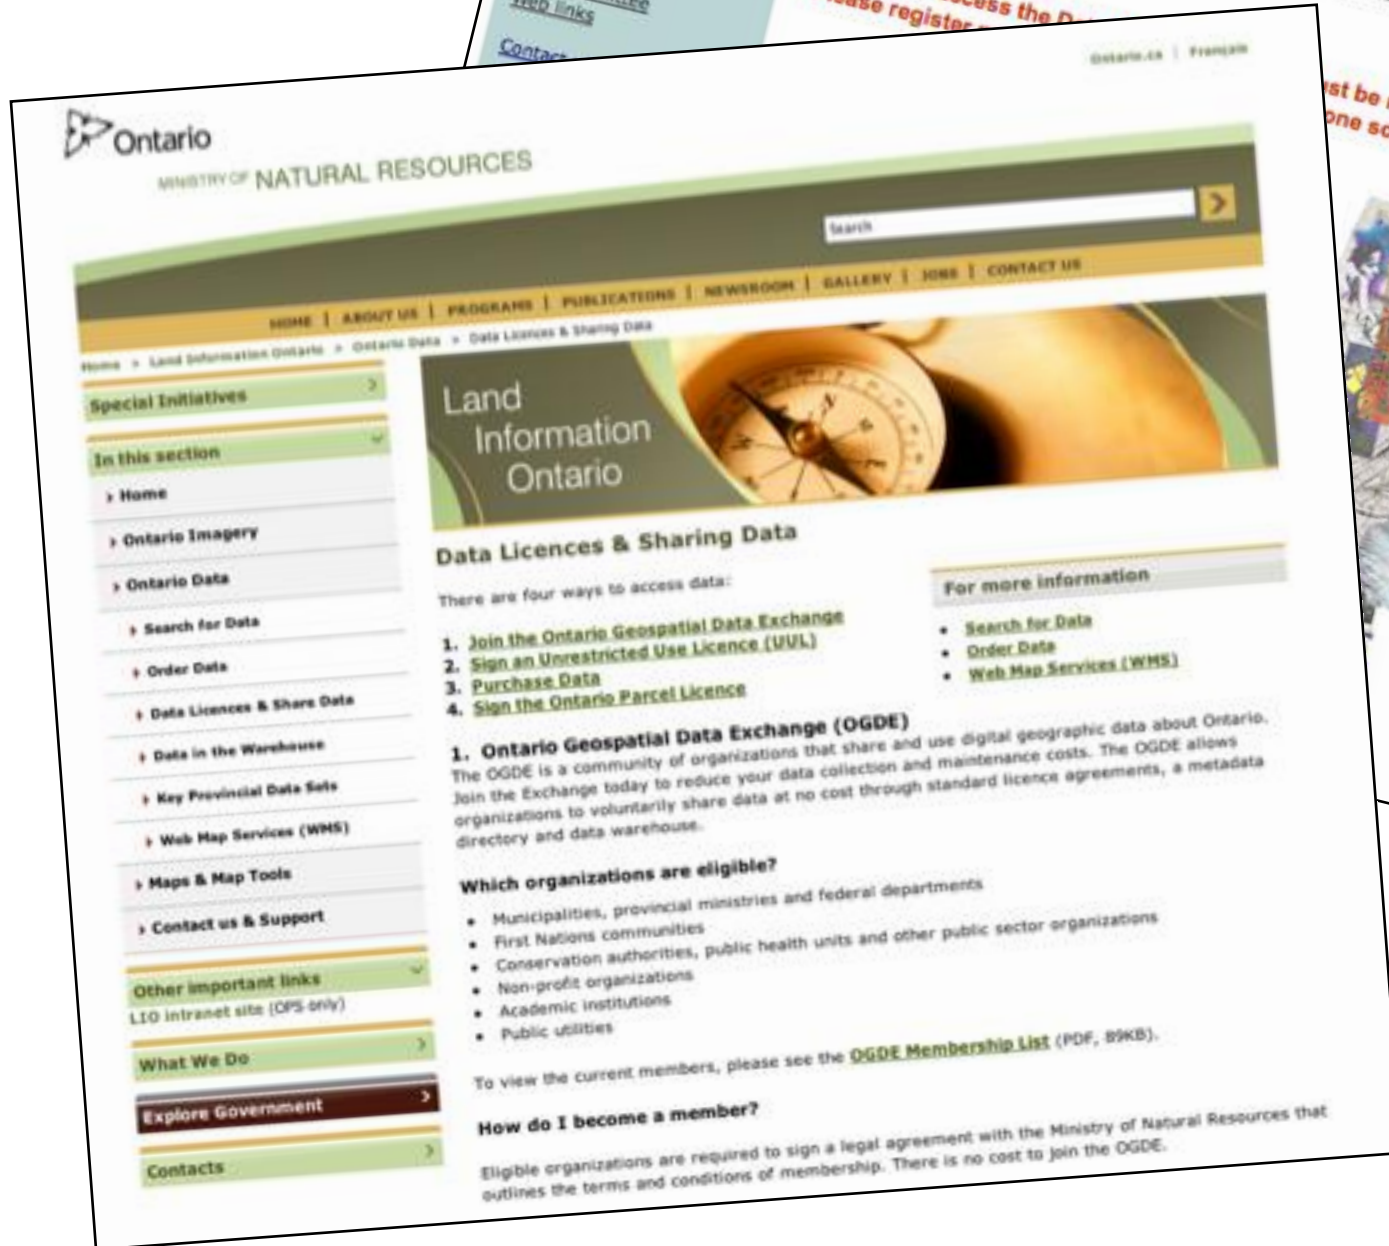 Web links
Contact
Ontario.ca | Français
Ontario
MINISTRY OF NATURAL RESOURCES
Search
HOME | ABOUT US | PROGRAMS | PUBLICATIONS | NEWSROOM | GALLERY | JOBS | CONTACT US
Home » Land Information Ontario » Ontario Data » Data Licences & Sharing Data
Special Initiatives
In this section
Home
Ontario Imagery
Ontario Data
Search for Data
Order Data
Data Licences & Share Data
Data in the Warehouse
Key Provincial Data Sets
Web Map Services (WMS)
Maps & Map Tools
Contact us & Support
Other important links
LIO intranet site (OPS only)
What We Do
Explore Government
Contacts
Land
Information
Ontario
Data Licences & Sharing Data
There are four ways to access data:
1. Join the Ontario Geospatial Data Exchange
2. Sign an Unrestricted Use Licence (UUL)
3. Purchase Data
4. Sign the Ontario Parcel Licence
For more information
• Search for Data
• Order Data
• Web Map Services (WMS)
1. Ontario Geospatial Data Exchange (OGDE)
The OGDE is a community of organizations that share and use digital geographic data about Ontario.
Join the Exchange today to reduce your data collection and maintenance costs. The OGDE allows
organizations to voluntarily share data at no cost through standard licence agreements, a metadata
directory and data warehouse.
Which organizations are eligible?
• Municipalities, provincial ministries and federal departments
• First Nations communities
• Conservation authorities, public health units and other public sector organizations
• Non-profit organizations
• Academic institutions
• Public utilities
To view the current members, please see the OGDE Membership List (PDF, 89KB).
How do I become a member?
Eligible organizations are required to sign a legal agreement with the Ministry of Natural Resources that
outlines the terms and conditions of membership. There is no cost to join the OGDE.